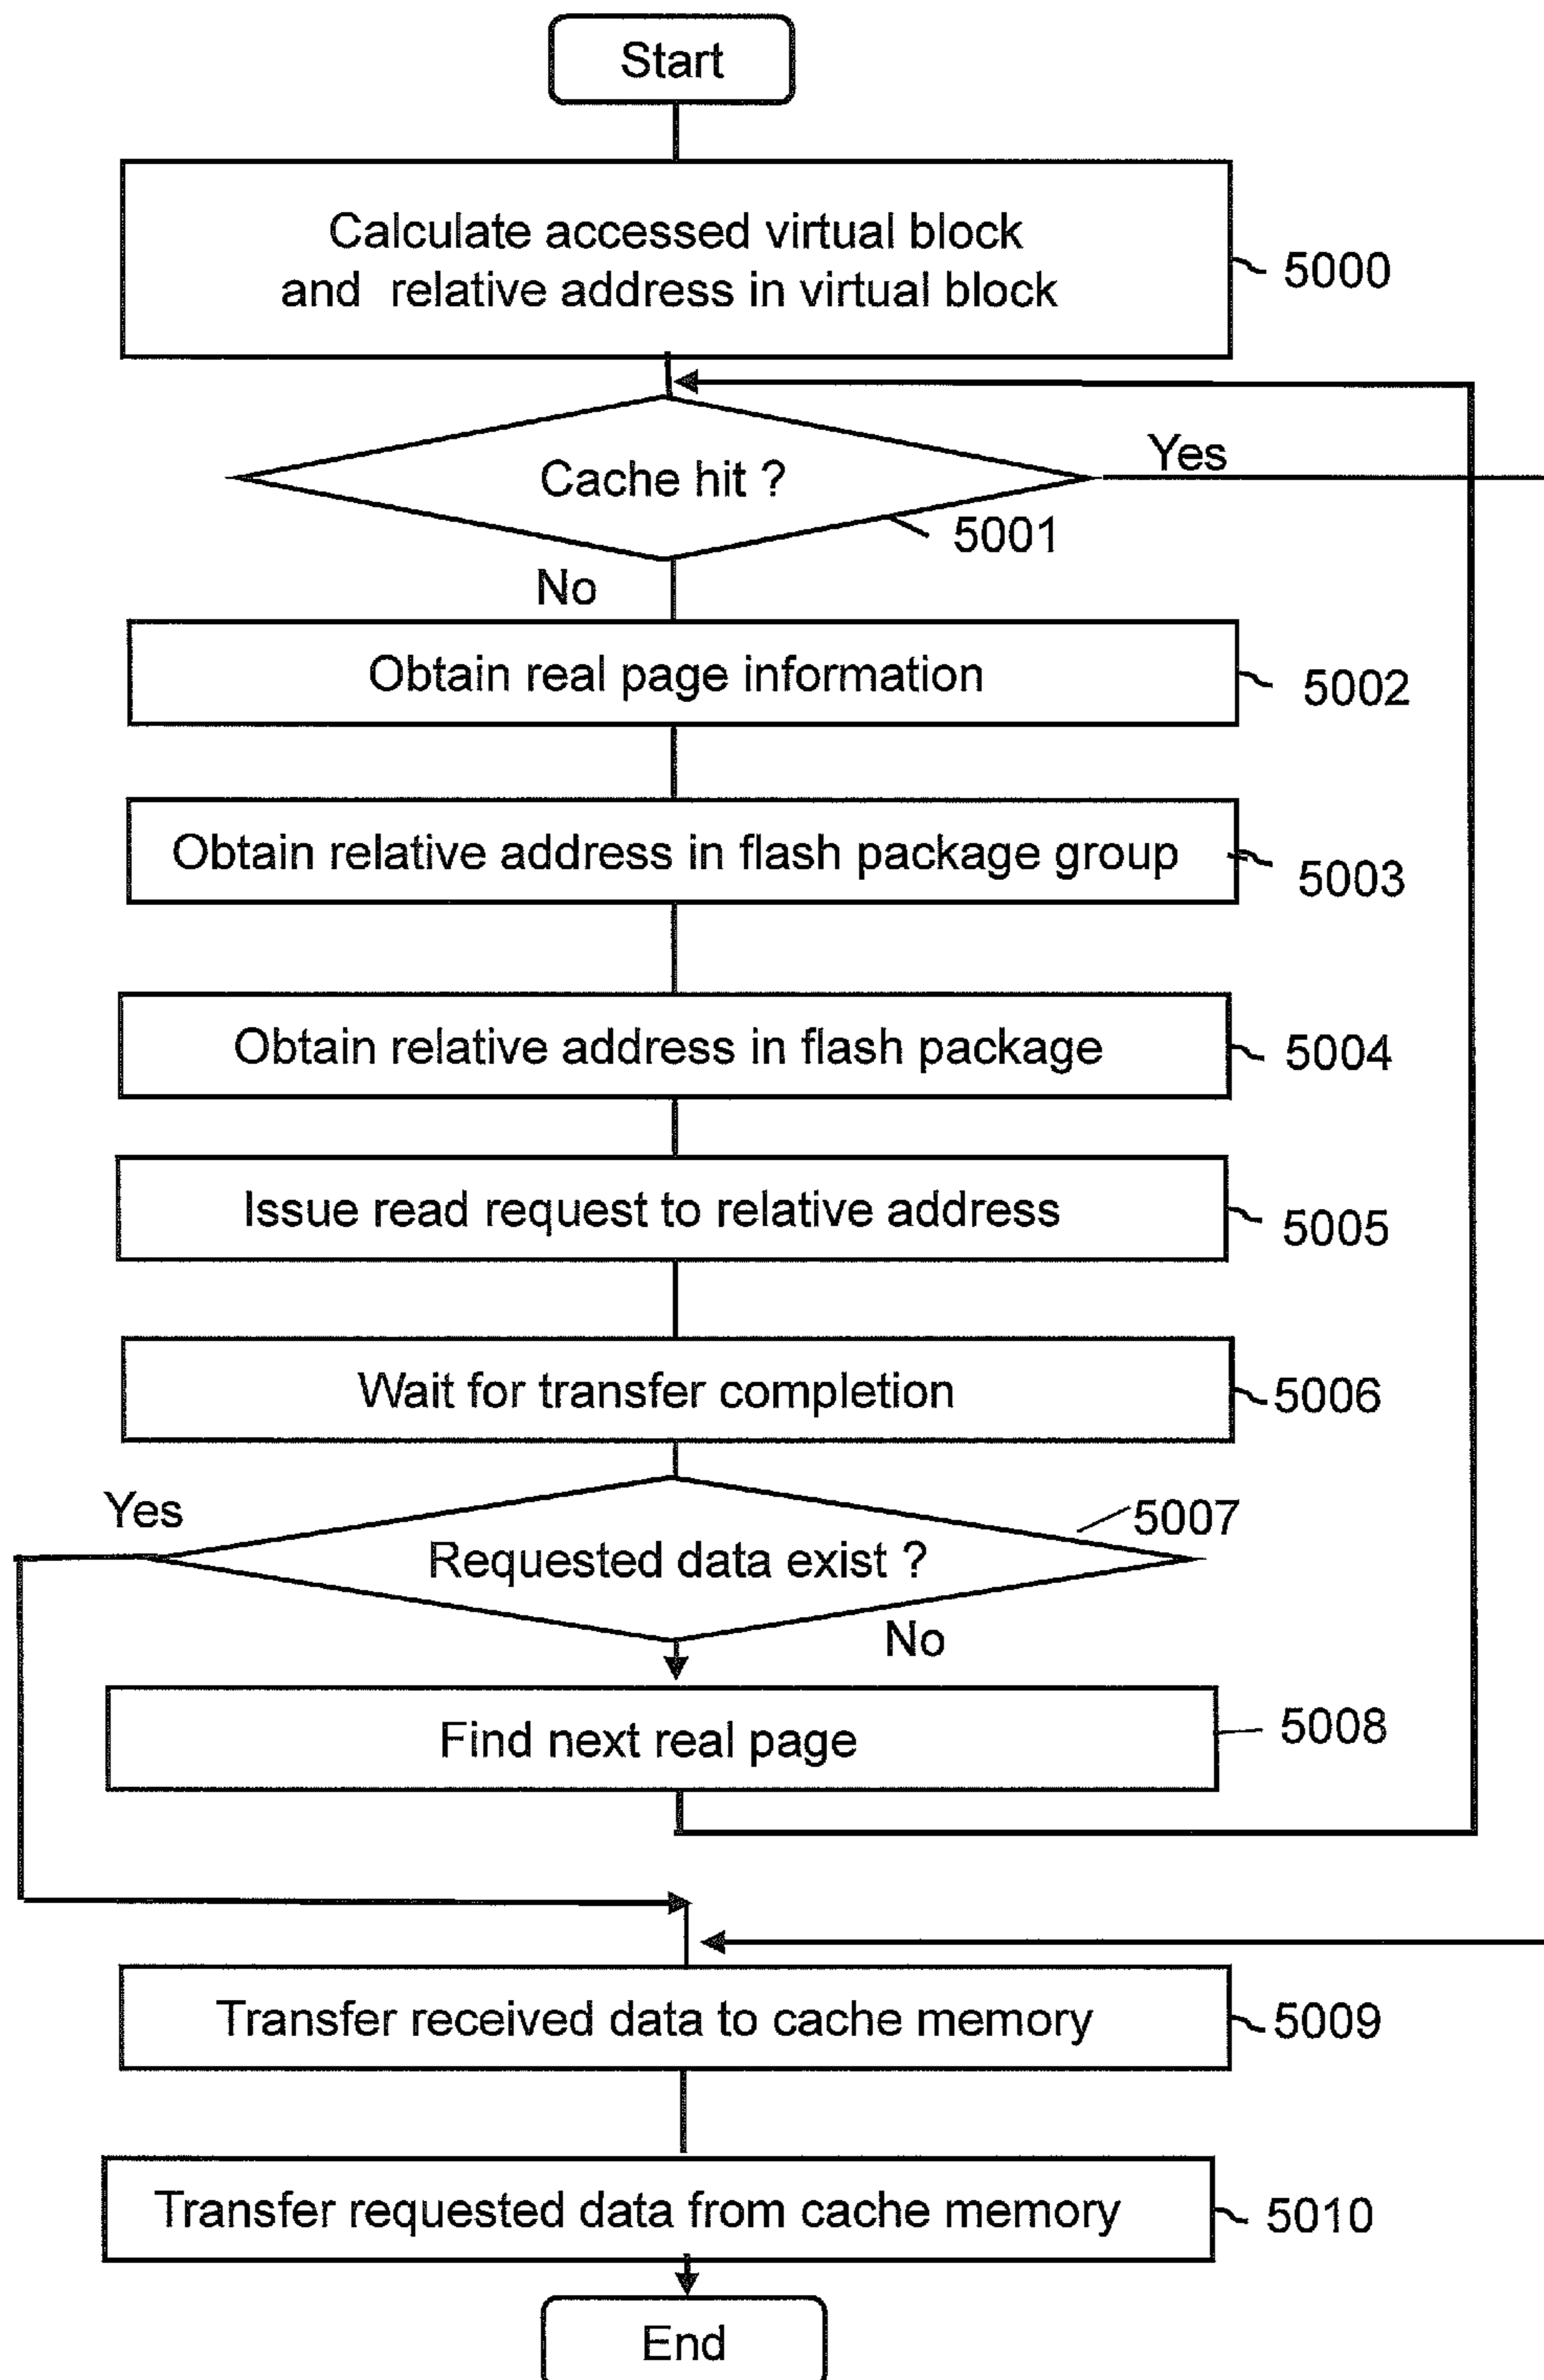 Start
Calculate accessed virtual block
and relative address in virtual block
5000
Cache hit ?
Yes
5001
No
Obtain real page information
5002
Obtain relative address in flash package group
5003
Obtain relative address in flash package
5004
Issue read request to relative address
5005
Wait for transfer completion
5006
Yes
5007
Requested data exist ?
No
Find next real page
5008
Transfer received data to cache memory
5009
Transfer requested data from cache memory
5010
End